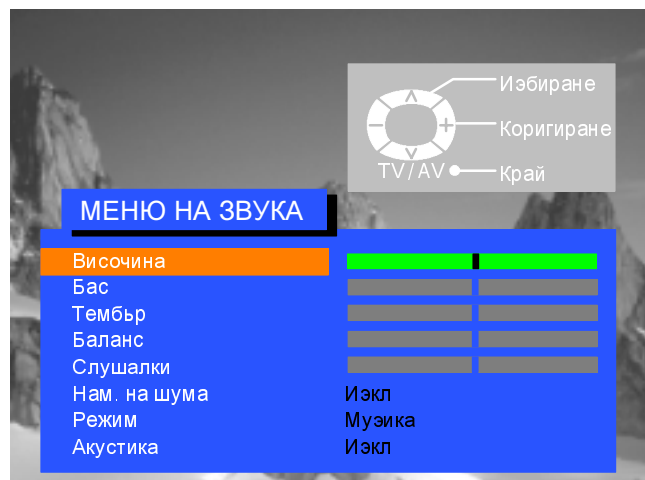 Иэбиране
Коригиране
TV/AV
Край
МЕНЮ НА ЗВУКА
Височина
Бас
Тембьр
Баланс
Слушалки
Нам. на шума Иэкл
Режим Муэика
Акустика Иэкл